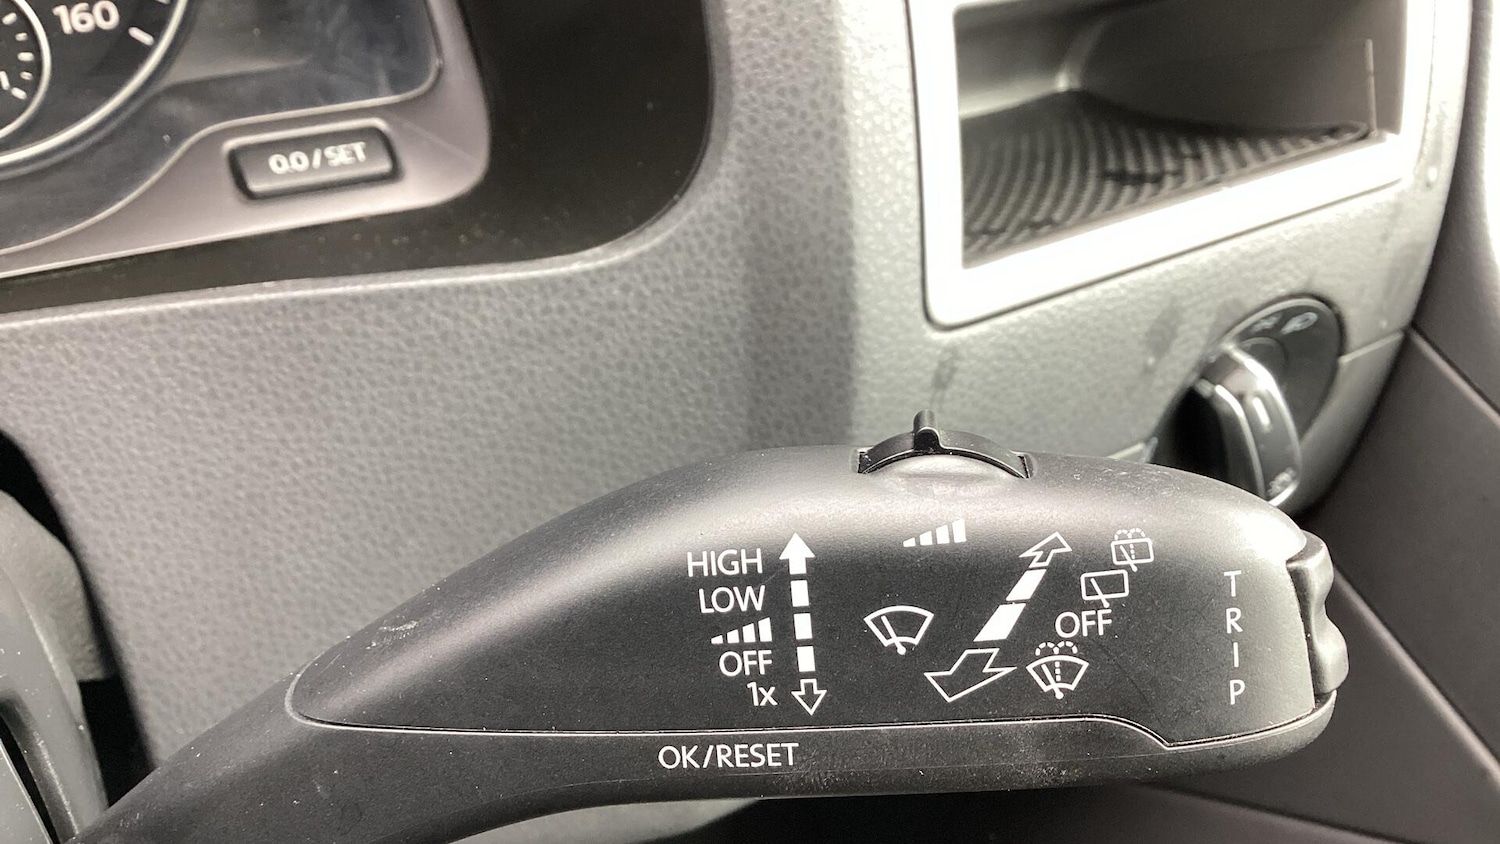 160
0.0/SET
HIGH
LOW
OFF
1x
OFF
TRIP
OK/RESET